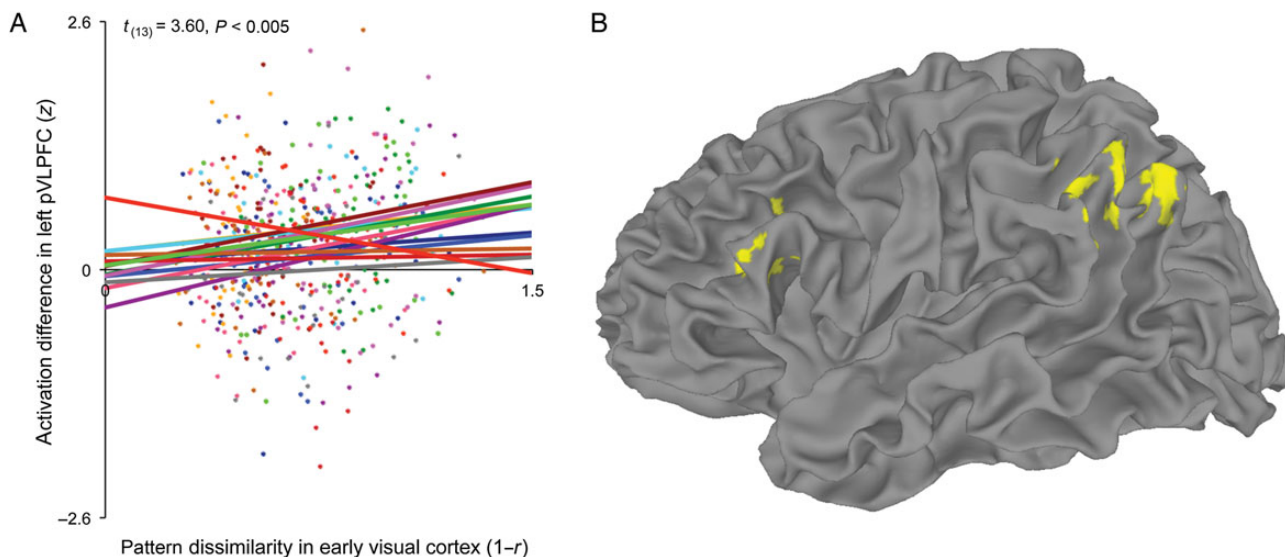 A
B
2.6
t(13) = 3.60, P < 0.005
Activation difference in left pVLPFC (z)
0
0
1.5
–2.6
Pattern dissimilarity in early visual cortex (1–r)